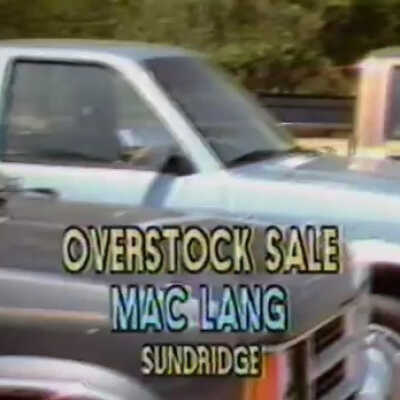 OVERSTOCK SALE
MAC LANG
SUNDRIDGE